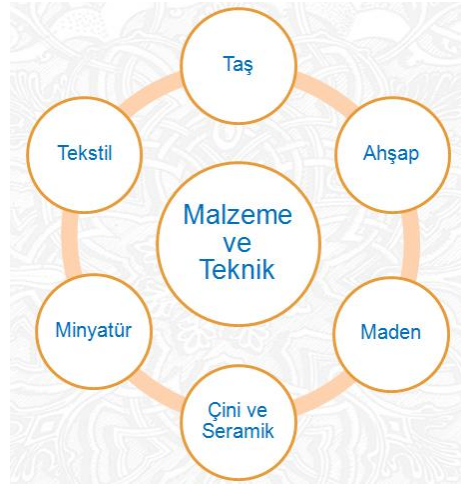 Taş
Ahşap
Maden
Çini ve
Seramik
Minyatür
Tekstil
Malzeme
ve
Teknik